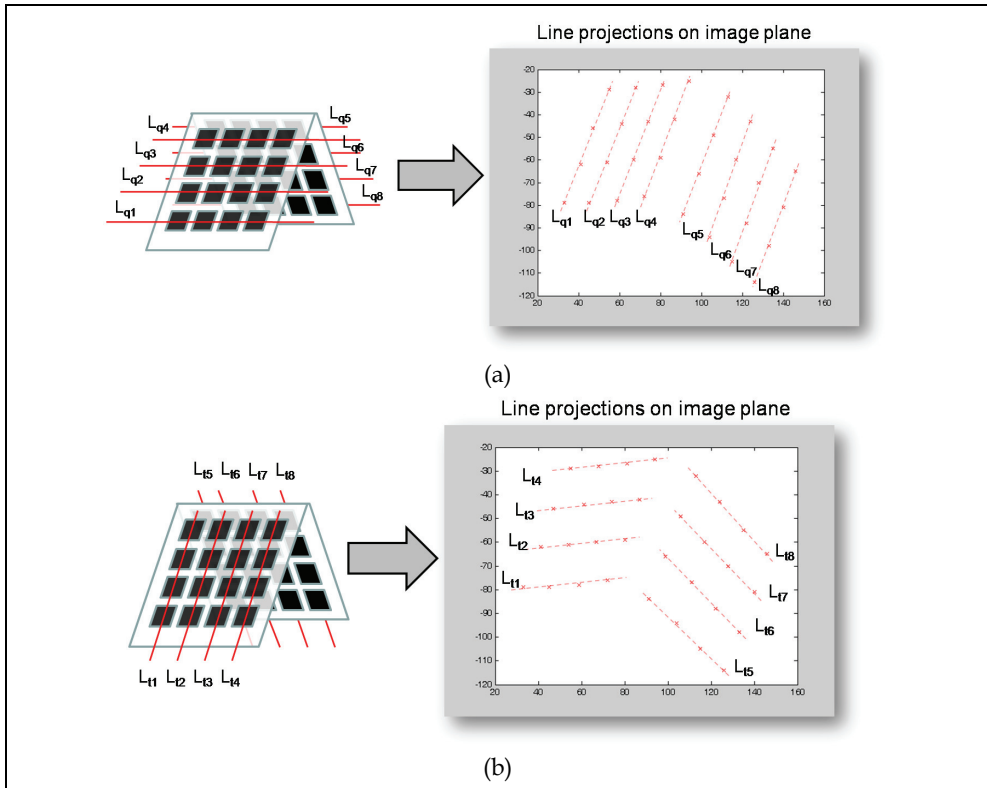 Line projections on image plane
-20
-30
-40
-50
-60
-70
-80
-90
-100
-110
-120
20 40 60 80 100 120 140 160
Lq4
Lq3
Lq2
Lq1
Lq5
Lq6
Lq7
Lq8
Lq1 Lq2 Lq3 Lq4
Lq5
Lq6
Lq7
Lq8
(a)
Line projections on image plane
-20
-30
-40
-50
-60
-70
-80
-90
-100
-110
-120
20 40 60 80 100 120 140 160
Lt5 Lt6 Lt7 Lt8
Lt1 Lt2 Lt3 Lt4
Lt4
Lt3
Lt2
Lt1
Lt8
Lt7
Lt6
Lt5
(b)